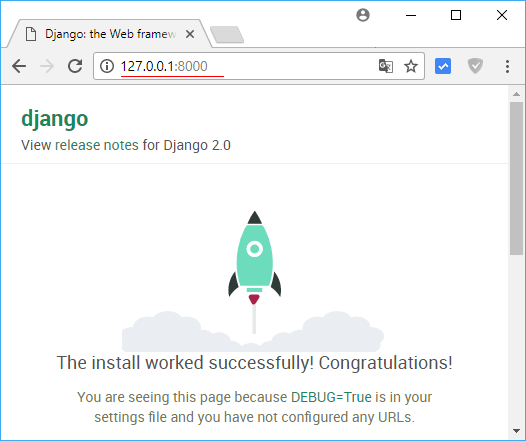 Django: the Web framew
127.0.0.1:8000
django
View release notes for Django 2.0
The install worked successfully! Congratulations!
You are seeing this page because DEBUG=True is in your
settings file and you have not configured any URLs.